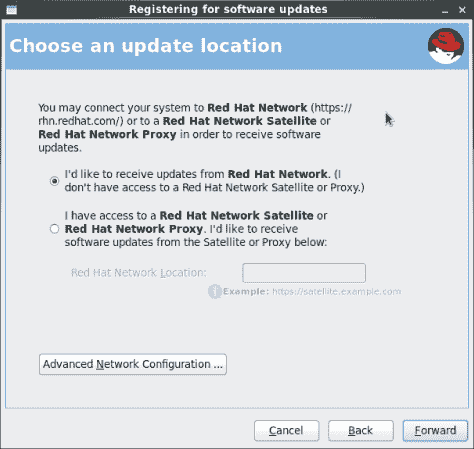 Registering for software updates
Choose an update location
You may connect your system to Red Hat Network (https://
rhn.redhat.com/) or to a Red Hat Network Satellite or
Red Hat Network Proxy in order to receive software
updates.
I'd like to receive updates from Red Hat Network. (I
don't have access to a Red Hat Network Satellite or Proxy.)
I have access to a Red Hat Network Satellite or
Red Hat Network Proxy. I'd like to receive
software updates from the Satellite or Proxy below:
Red Hat Network Location:
Example: https://satellite.example.com
Advanced Network Configuration ...
Cancel Back Forward